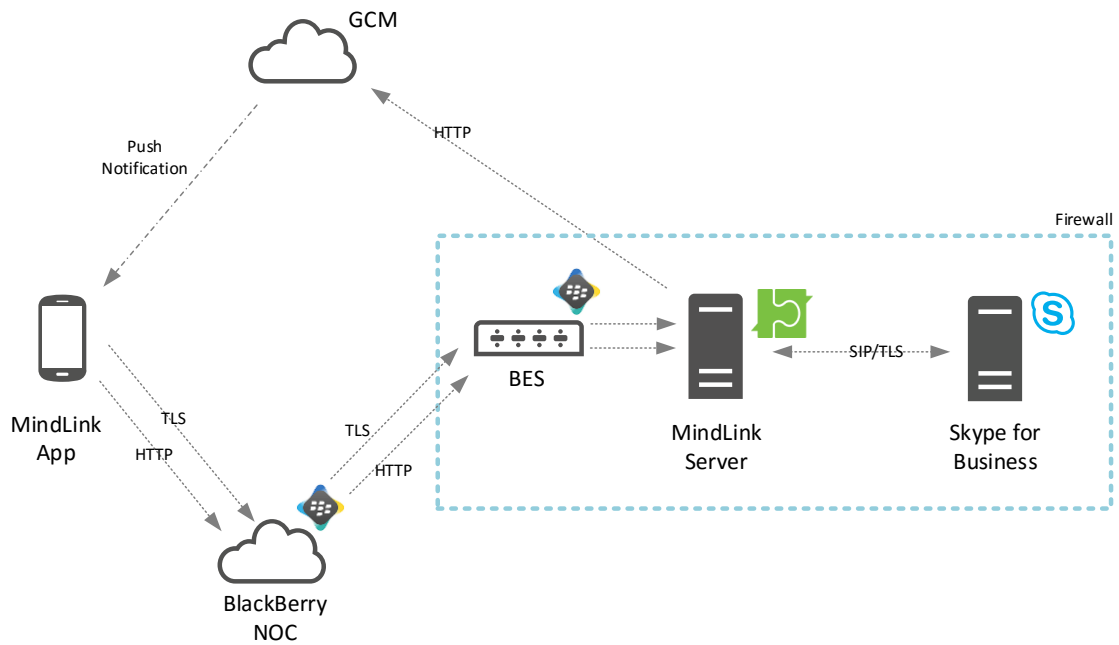 GCM
HTTP
Push
Notification
Firewall
BES
SIP/TLS
MindLink
App
TLS
HTTP
TLS
HTTP
MindLink
Server
Skype for
Business
BlackBerry
NOC